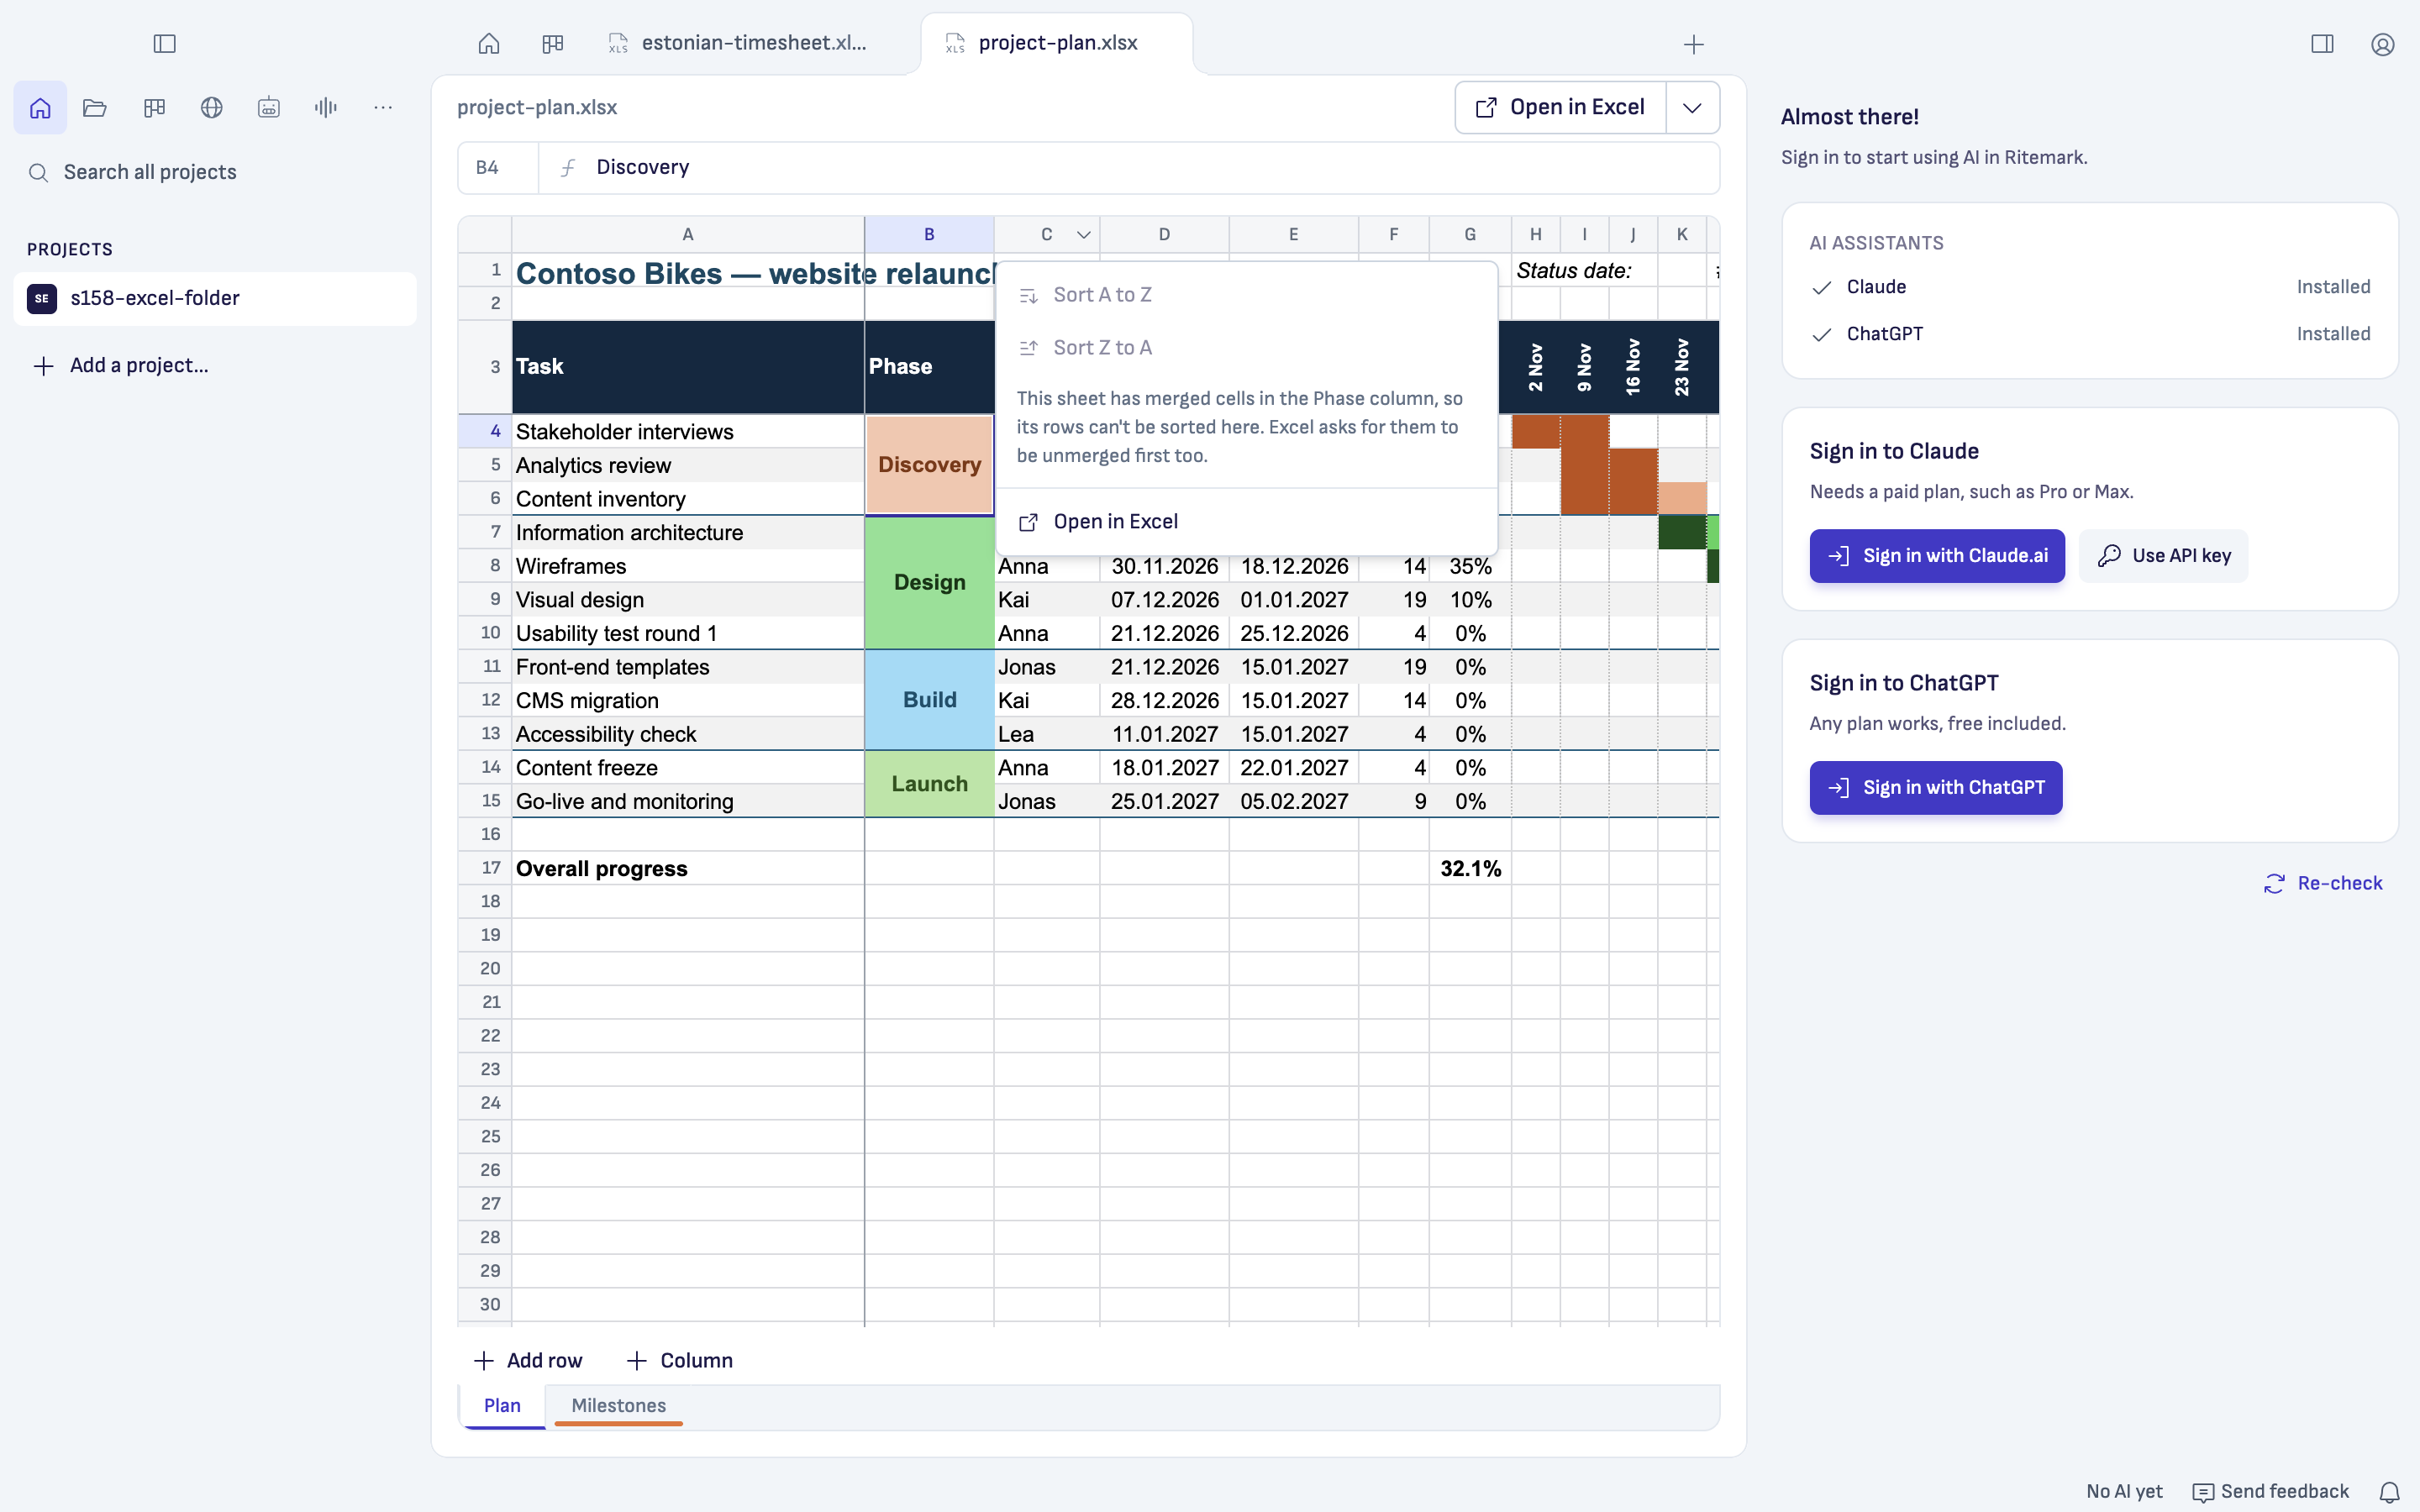 estonian-timesheet.xl...
project-plan.xlsx
Search all projects
PROJECTS
SE s158-excel-folder
Add a project...
project-plan.xlsx
Open in Excel
B4 Discovery
A B C D E F G H I J K
1 Contoso Bikes — website relaunch Status date:
2
3 Task Phase 2 Nov 9 Nov 16 Nov 23 Nov
Sort A to Z
Sort Z to A
This sheet has merged cells in the Phase column, so
its rows can't be sorted here. Excel asks for them to
be unmerged first too.
Open in Excel
4 Stakeholder interviews
5 Analytics review Discovery
6 Content inventory
7 Information architecture
8 Wireframes Anna 30.11.2026 18.12.2026 14 35%
Design
9 Visual design Kai 07.12.2026 01.01.2027 19 10%
10 Usability test round 1 Anna 21.12.2026 25.12.2026 4 0%
11 Front-end templates Jonas 21.12.2026 15.01.2027 19 0%
12 CMS migration Build Kai 28.12.2026 15.01.2027 14 0%
13 Accessibility check Lea 11.01.2027 15.01.2027 4 0%
14 Content freeze Anna 18.01.2027 22.01.2027 4 0%
Launch
15 Go-live and monitoring Jonas 25.01.2027 05.02.2027 9 0%
16
17 Overall progress 32.1%
18
19
20
21
22
23
24
25
26
27
28
29
30
Add row Column
Plan Milestones
Almost there!
Sign in to start using AI in Ritemark.
AI ASSISTANTS
Claude Installed
ChatGPT Installed
Sign in to Claude
Needs a paid plan, such as Pro or Max.
Sign in with Claude.ai Use API key
Sign in to ChatGPT
Any plan works, free included.
Sign in with ChatGPT
Re-check
No AI yet Send feedback